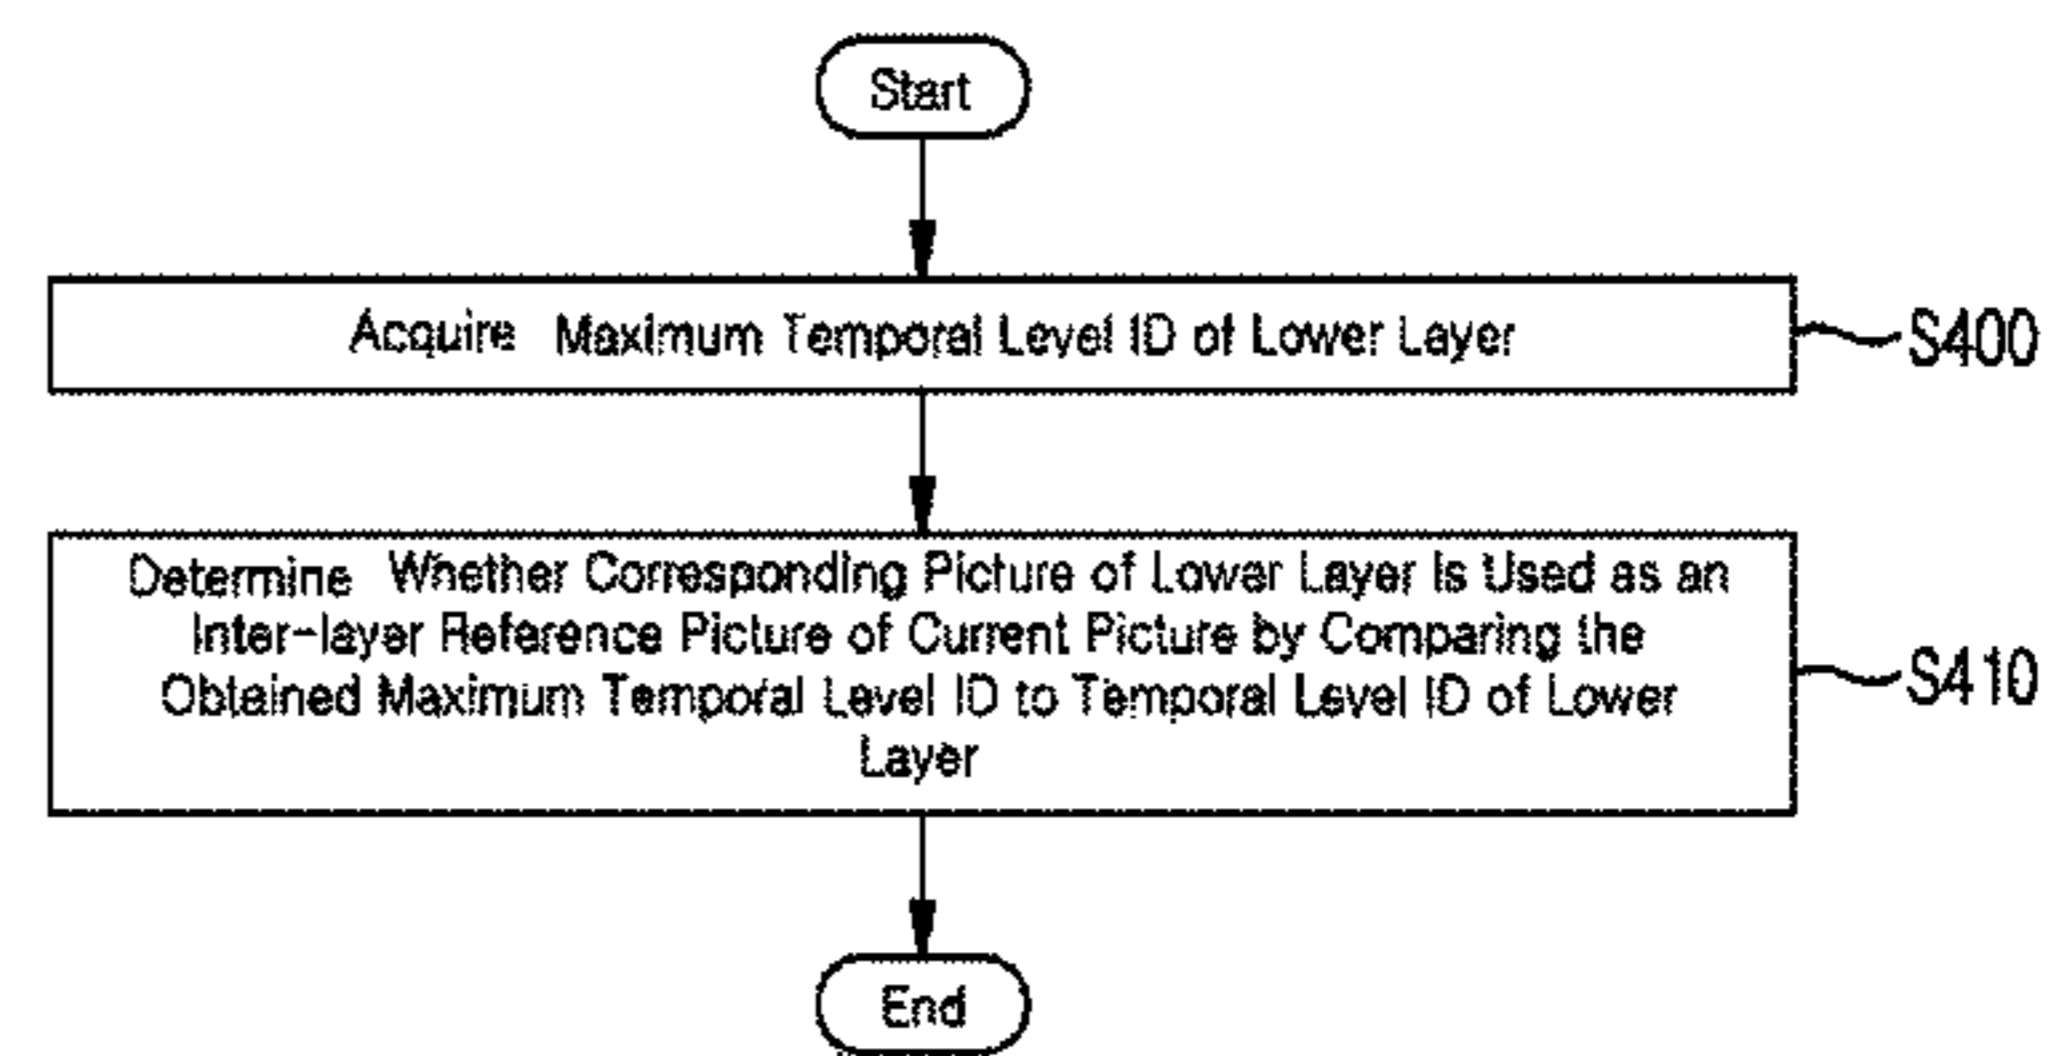 Start
Acquire Maximum Temporal Level ID of Lower Layer
S400
Determine Whether Corresponding Picture of Lower Layer Is Used as an
Inter-layer Reference Picture of Current Picture by Comparing the
Obtained Maximum Temporal Level ID to Temporal Level ID of Lower
Layer
S410
End